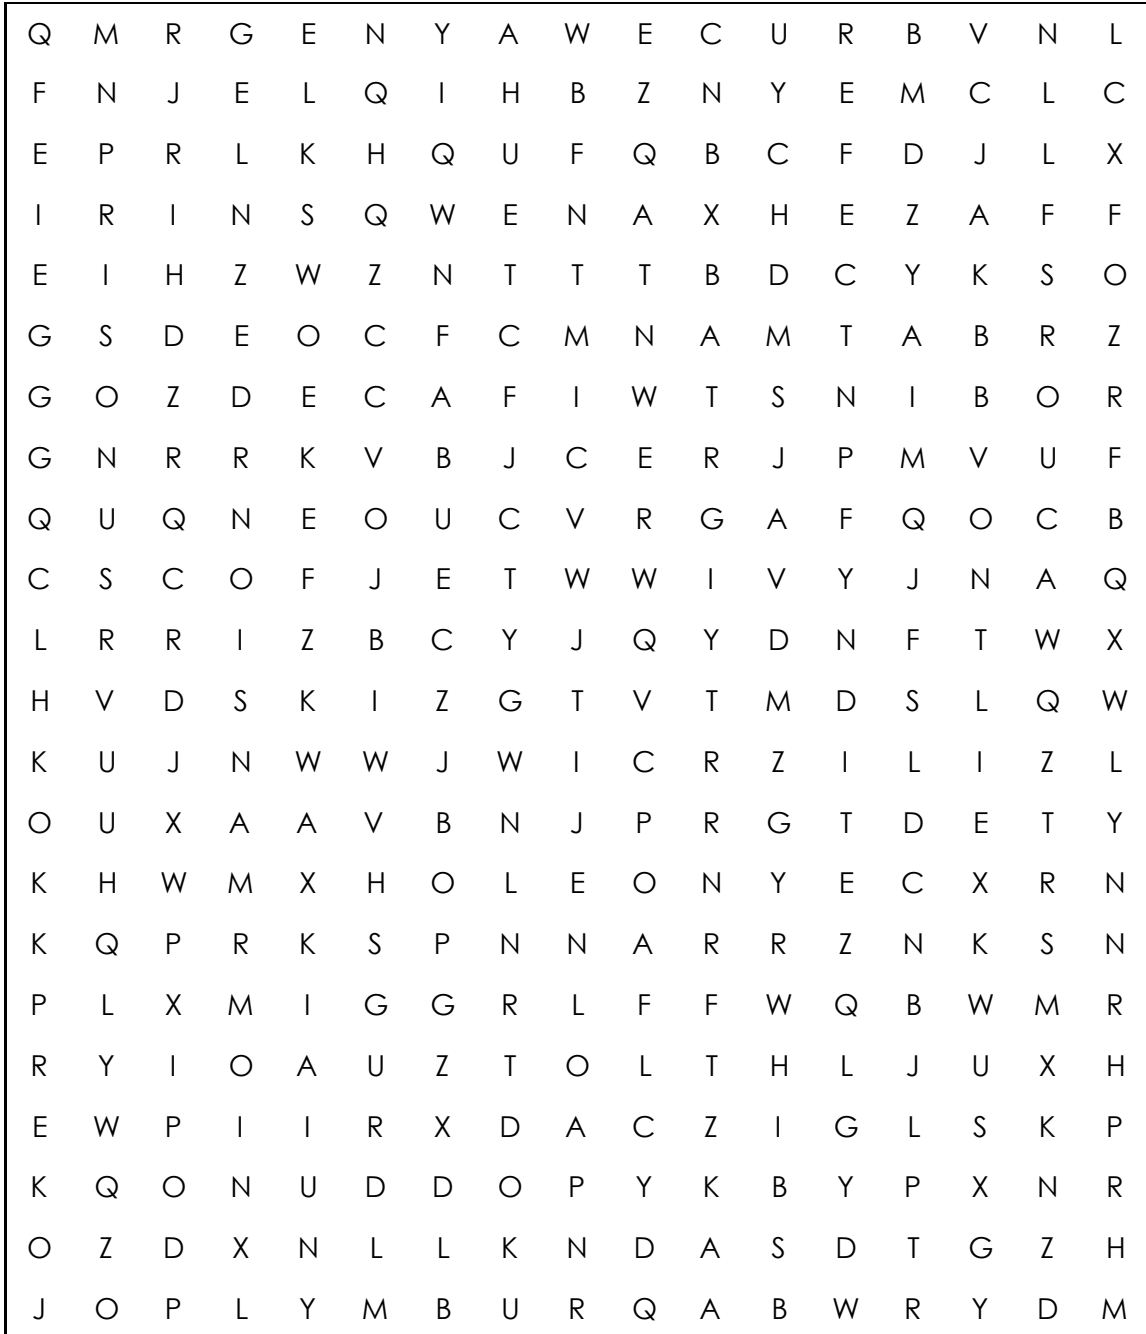 Q M R G E N Y A W E C U R B V N L
F N J E L Q I H B Z N Y E M C L C
E P R L K H Q U F Q B C F D J L X
I R I N S Q W E N A X H E Z A F F
E I H Z W Z N T T T B D C Y K S O
G S D E O C F C M N A M T A B R Z
G O Z D E C A F I W T S N I B O R
G N R R K V B J C E R J P M V U F
Q U Q N E O U C V R G A F Q O C B
C S C O F J E T W W I V Y J N A Q
L R R I Z B C Y J Q Y D N F T W X
H V D S K I Z G T V T M D S L Q W
K U J N W W J W I C R Z I L I Z L
O U X A A V B N J P R G T D E T Y
K H W M X H O L E O N Y E C X R N
K Q P R K S P N N A R R Z N K S N
P L X M I G G R L F F W Q B W M R
R Y I O A U Z T O L T H L J U X H
E W P I I R X D A C Z I G L S K P
K Q O N U D D O P Y K B Y P X N R
O Z D X N L L K N D A S D T G Z H
J O P L Y M B U R Q A B W R Y D M